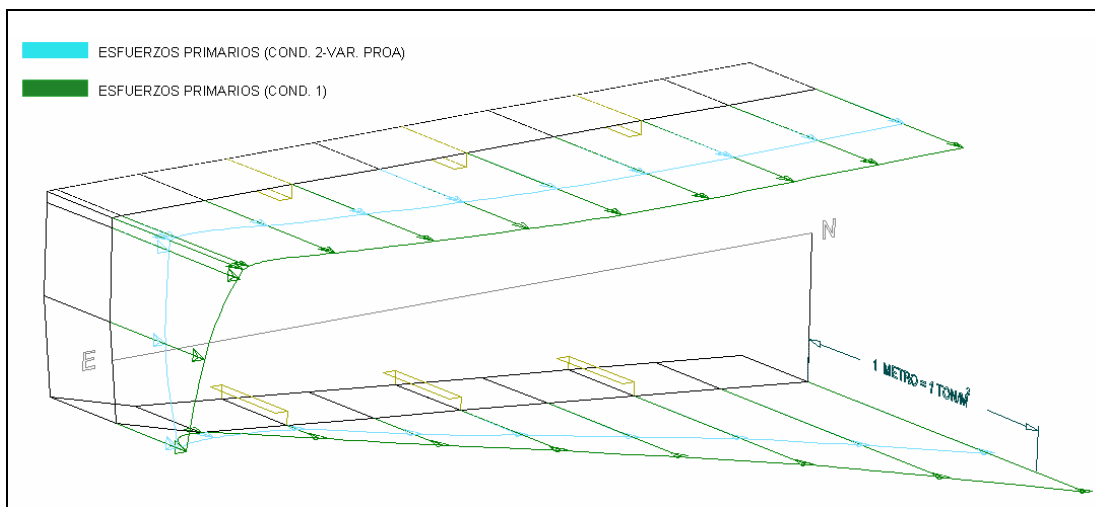 ESFUERZOS PRIMARIOS (COND. 2-VAR. PROA)
ESFUERZOS PRIMARIOS (COND. 1)
N
E
1 METRO = 1 TON/M²